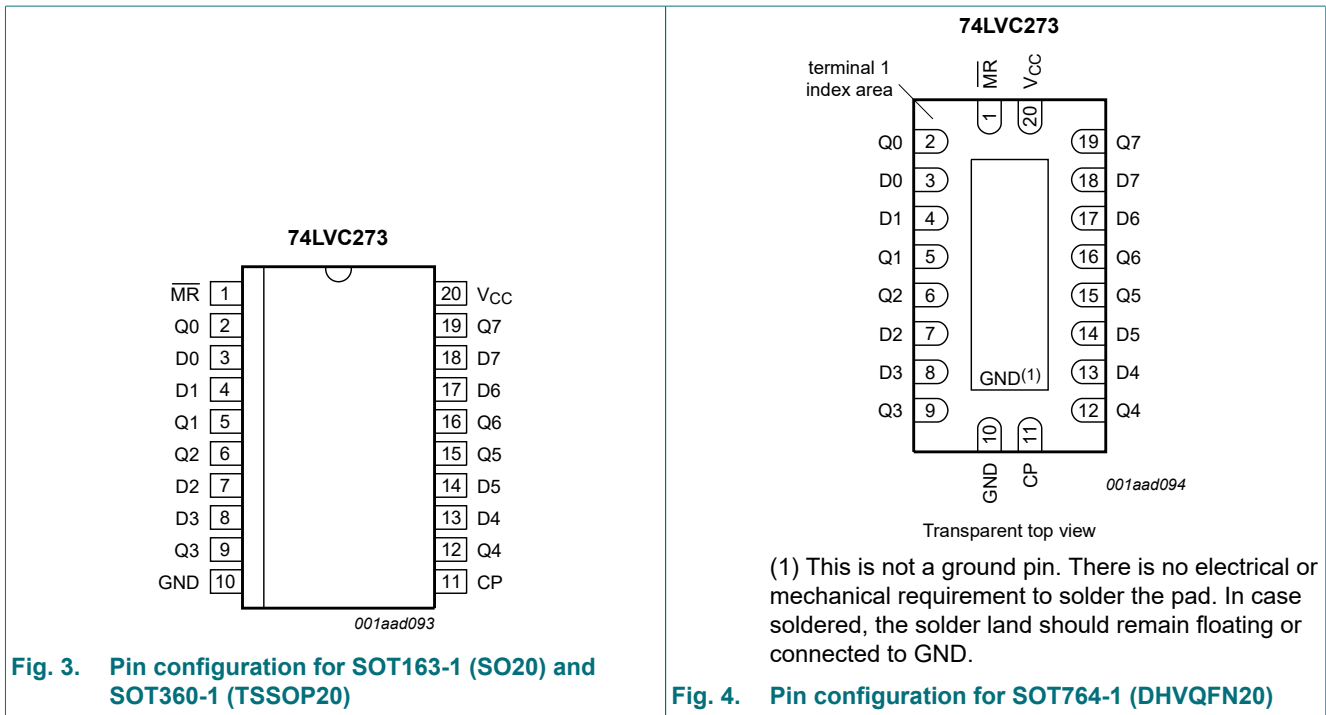 74LVC273
MR 1 20 VCC
Q0 2 19 Q7
D0 3 18 D7
D1 4 17 D6
Q1 5 16 Q6
Q2 6 15 Q5
D2 7 14 D5
D3 8 13 D4
Q3 9 12 Q4
GND 10 11 CP
001aad093
Fig. 3. Pin configuration for SOT163-1 (SO20) and
SOT360-1 (TSSOP20)
74LVC273
terminal 1
index area
MR VCC
1 20
Q0 2 19 Q7
D0 3 18 D7
D1 4 17 D6
Q1 5 16 Q6
Q2 6 15 Q5
D2 7 14 D5
D3 8 GND(1) 13 D4
Q3 9 12 Q4
10 11
GND CP
001aad094
Transparent top view
(1) This is not a ground pin. There is no electrical or
mechanical requirement to solder the pad. In case
soldered, the solder land should remain floating or
connected to GND.
Fig. 4. Pin configuration for SOT764-1 (DHVQFN20)